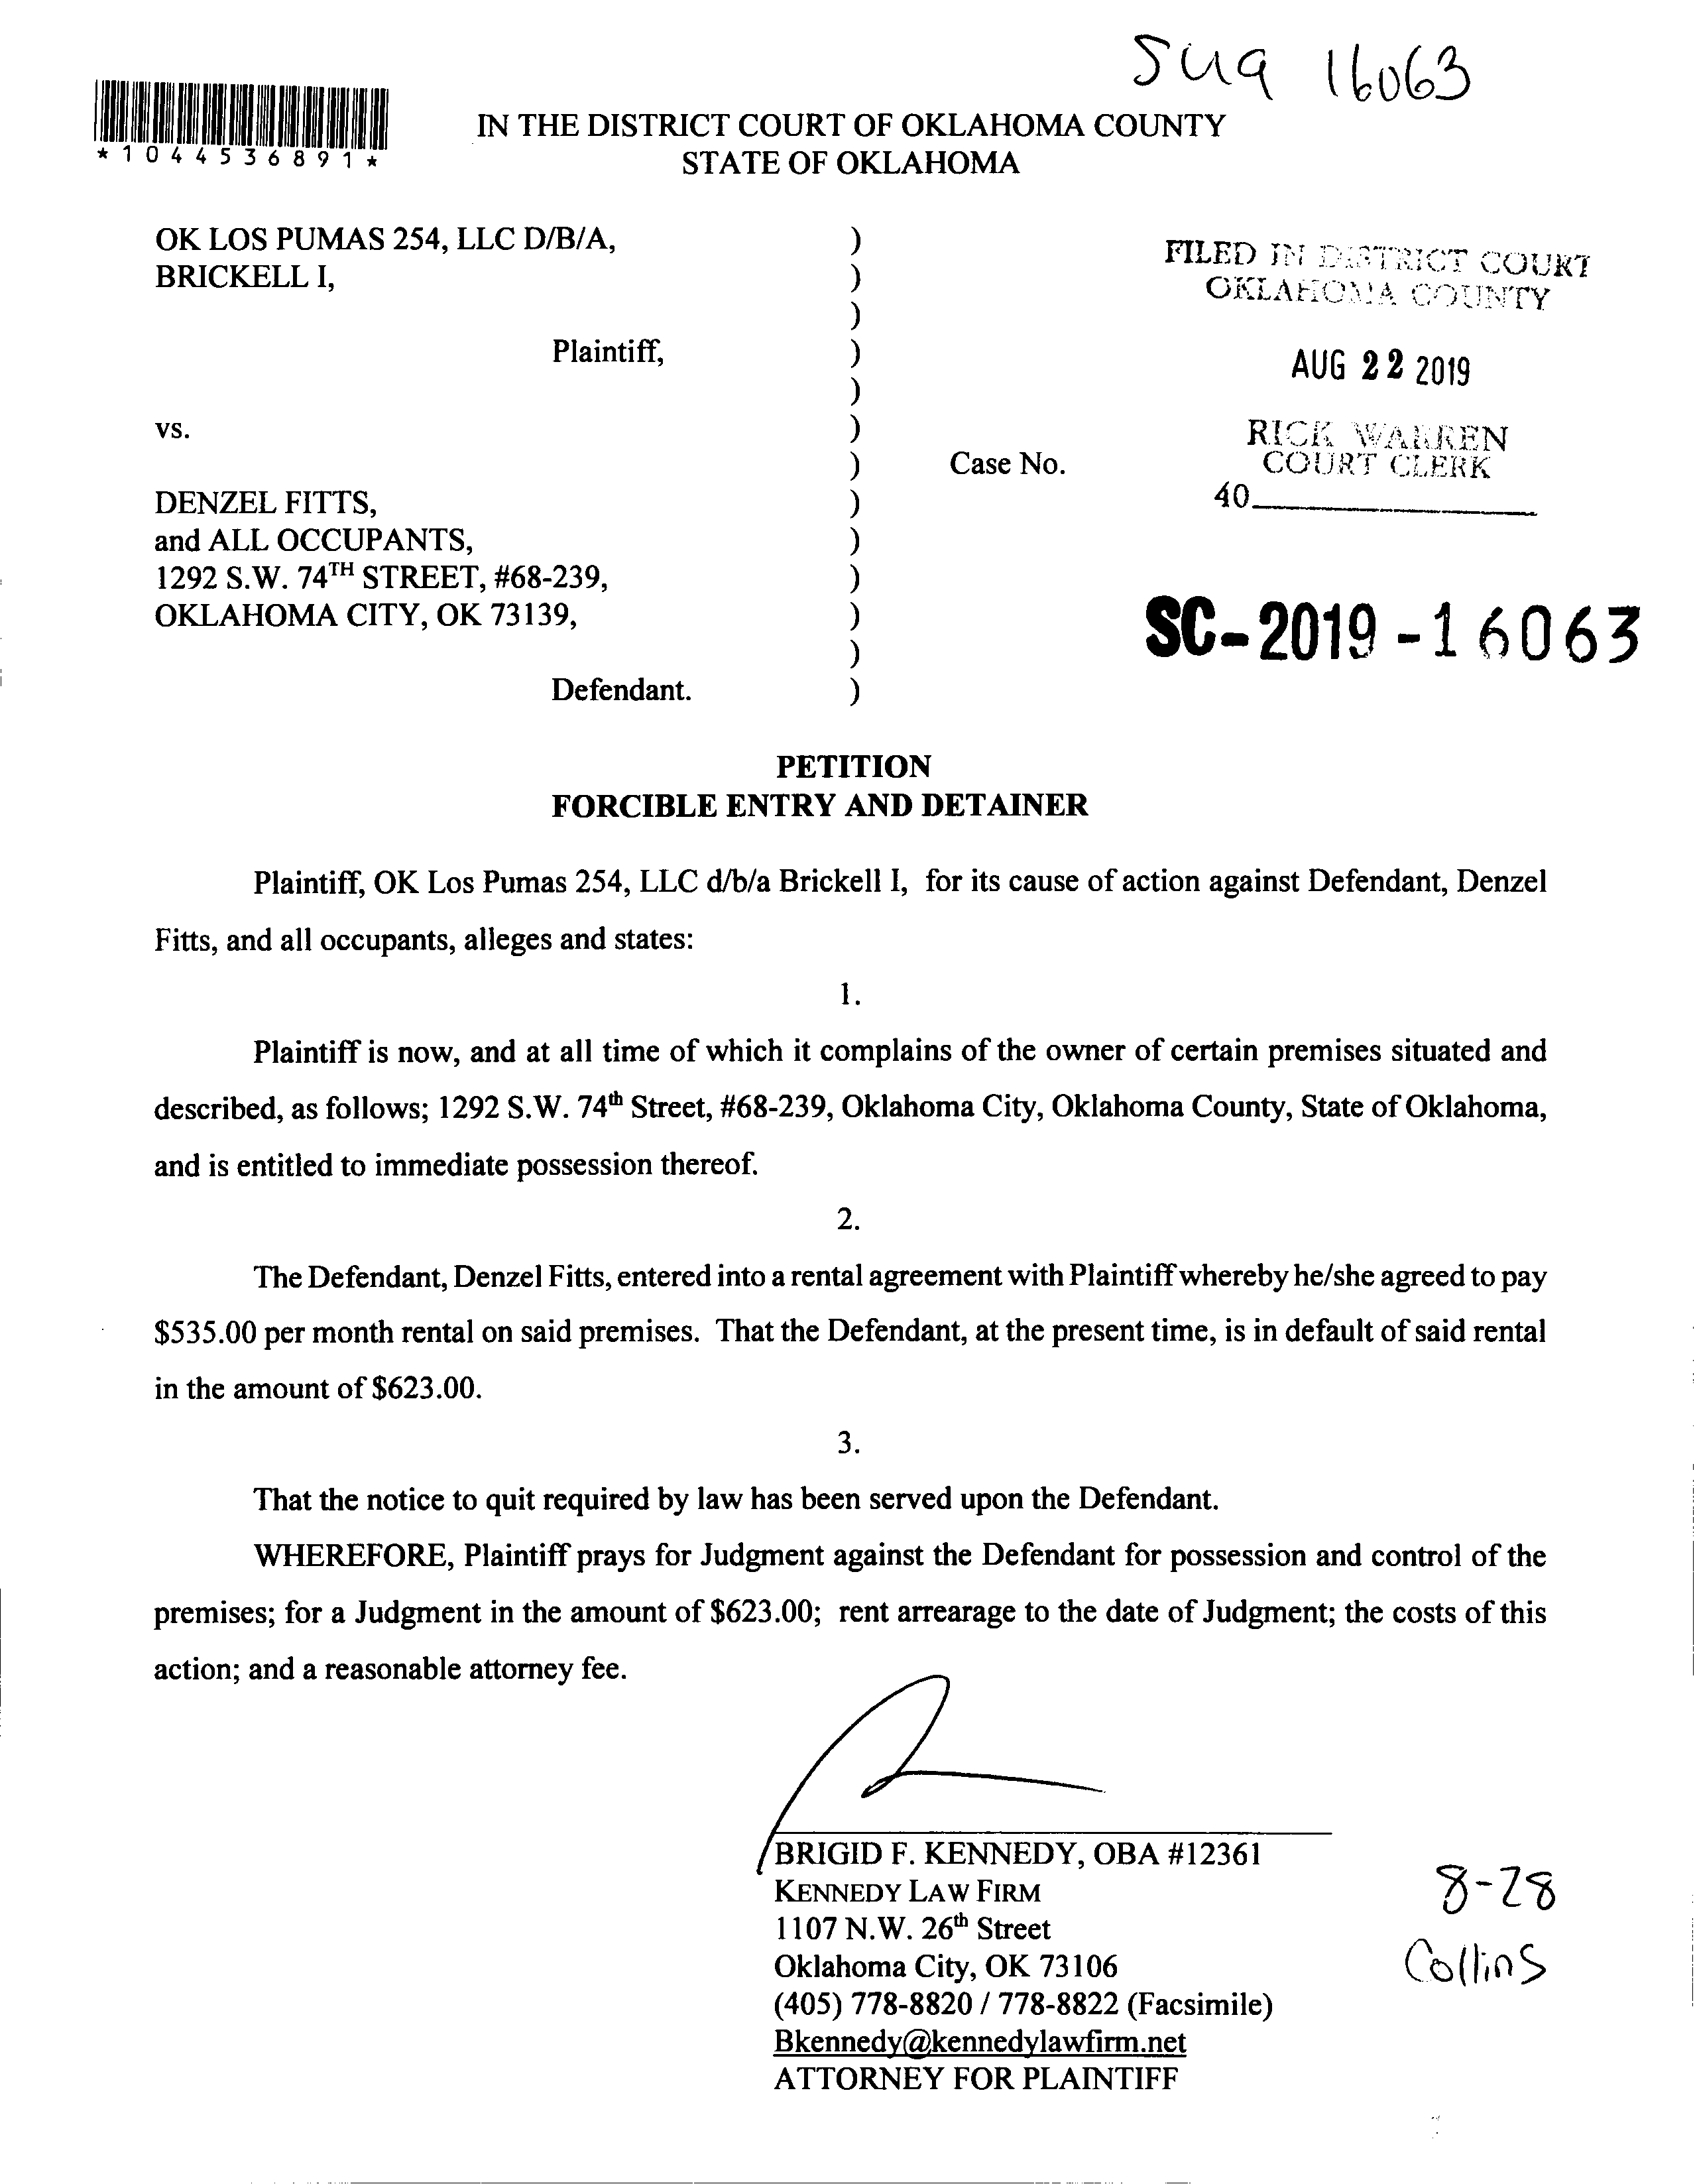 SC19 16063
*1044536891*
IN THE DISTRICT COURT OF OKLAHOMA COUNTY
STATE OF OKLAHOMA
OK LOS PUMAS 254, LLC D/B/A, )
BRICKELL I, )
)
Plaintiff, )
)
vs. )
) Case No.
DENZEL FITTS, )
and ALL OCCUPANTS, )
1292 S.W. 74TH STREET, #68-239, )
OKLAHOMA CITY, OK 73139, )
)
Defendant. )
FILED IN DISTRICT COURT
OKLAHOMA COUNTY
AUG 22 2019
RICK WARREN
COURT CLERK
40
SC-2019-16063
PETITION
FORCIBLE ENTRY AND DETAINER
Plaintiff, OK Los Pumas 254, LLC d/b/a Brickell I, for its cause of action against Defendant, Denzel
Fitts, and all occupants, alleges and states:
1.
Plaintiff is now, and at all time of which it complains of the owner of certain premises situated and
described, as follows; 1292 S.W. 74th Street, #68-239, Oklahoma City, Oklahoma County, State of Oklahoma,
and is entitled to immediate possession thereof.
2.
The Defendant, Denzel Fitts, entered into a rental agreement with Plaintiff whereby he/she agreed to pay
$535.00 per month rental on said premises. That the Defendant, at the present time, is in default of said rental
in the amount of $623.00.
3.
That the notice to quit required by law has been served upon the Defendant.
WHEREFORE, Plaintiff prays for Judgment against the Defendant for possession and control of the
premises; for a Judgment in the amount of $623.00; rent arrearage to the date of Judgment; the costs of this
action; and a reasonable attorney fee.
BRIGID F. KENNEDY, OBA #12361
KENNEDY LAW FIRM
1107 N.W. 26th Street
Oklahoma City, OK 73106
(405) 778-8820 / 778-8822 (Facsimile)
Bkennedy@kennedylawfirm.net
ATTORNEY FOR PLAINTIFF
8-28
Collins